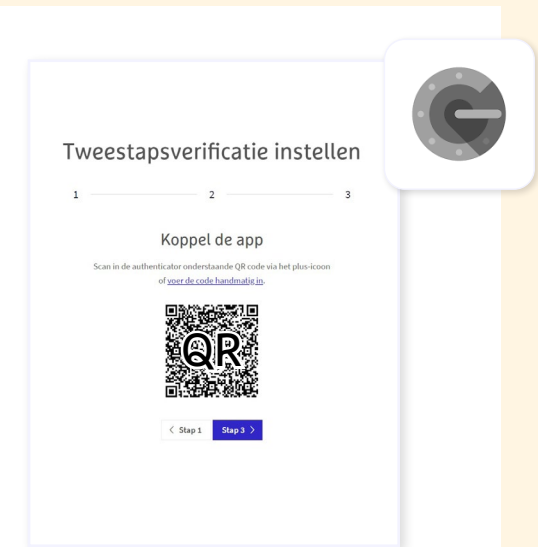 Tweestapsverificatie instellen
1 2 3
Koppel de app
Scan in de authenticator onderstaande QR code via het plus-icoon
of voer de code handmatig in.
QR
Stap 1 Stap 3